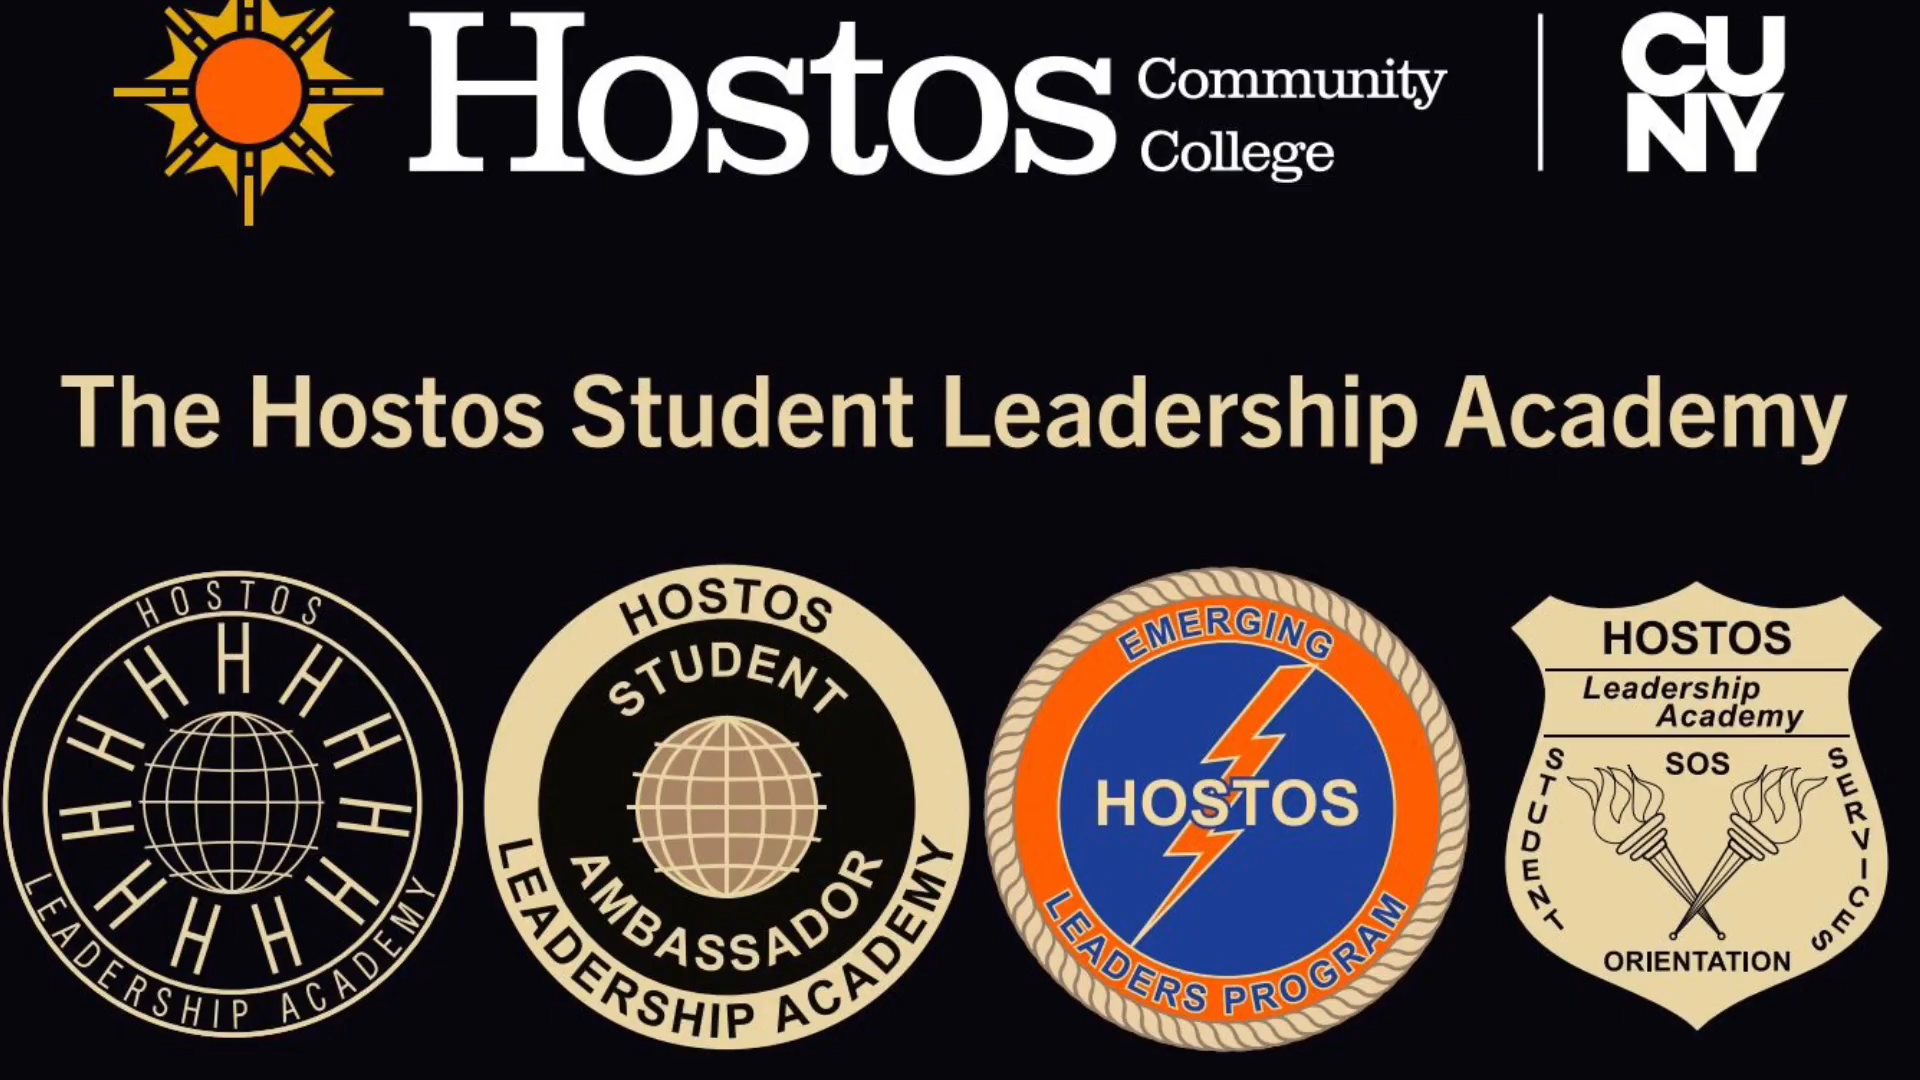 Hostos Community College
CUNY
The Hostos Student Leadership Academy
HOSTOS
H H H H H H H H H H H
LEADERSHIP ACADEMY
HOSTOS
STUDENT
AMBASSADOR
LEADERSHIP ACADEMY
EMERGING
HOSTOS
LEADERS PROGRAM
HOSTOS
Leadership
Academy
SOS
STUDENT
SERVICES
ORIENTATION